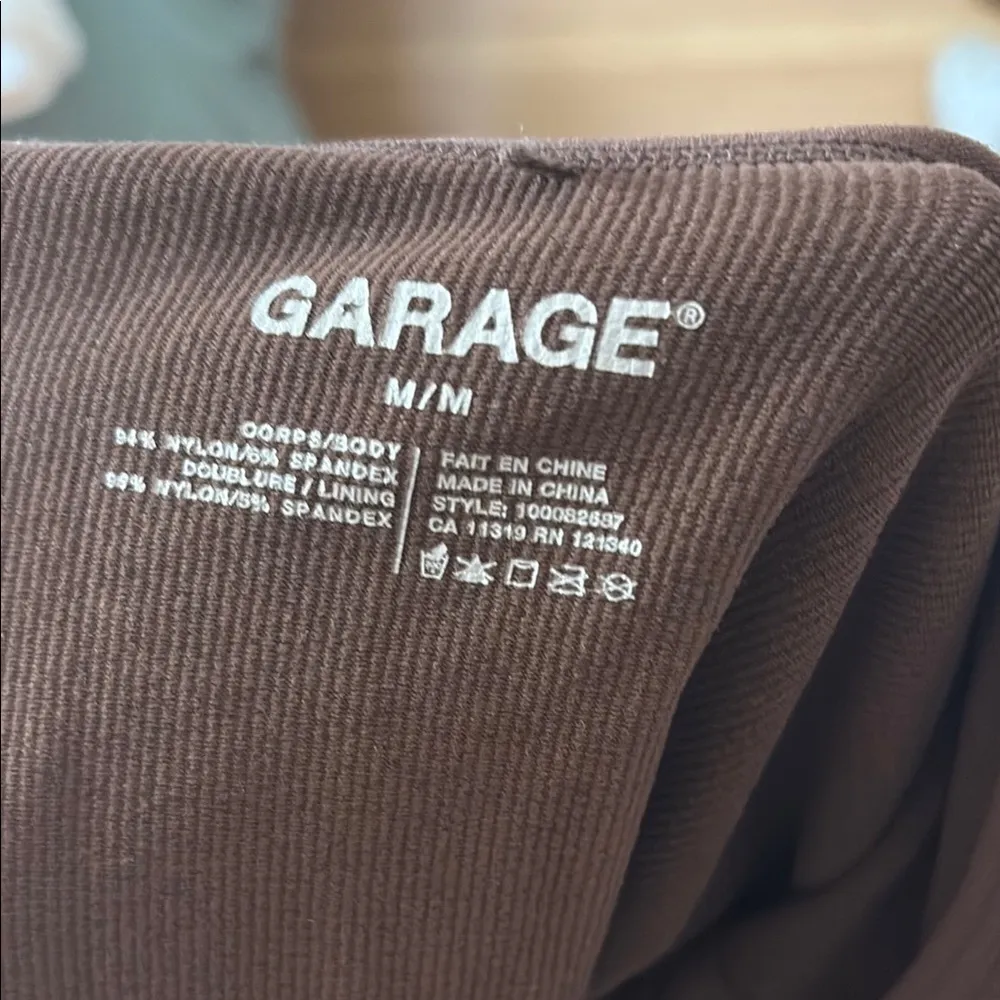 GARAGE®
M/M
CORPS/BODY
94% NYLON/6% SPANDEX
DOUBLURE / LINING
95% NYLON/5% SPANDEX
FAIT EN CHINE
MADE IN CHINA
STYLE: 100082687
CA 11319 RN 121340